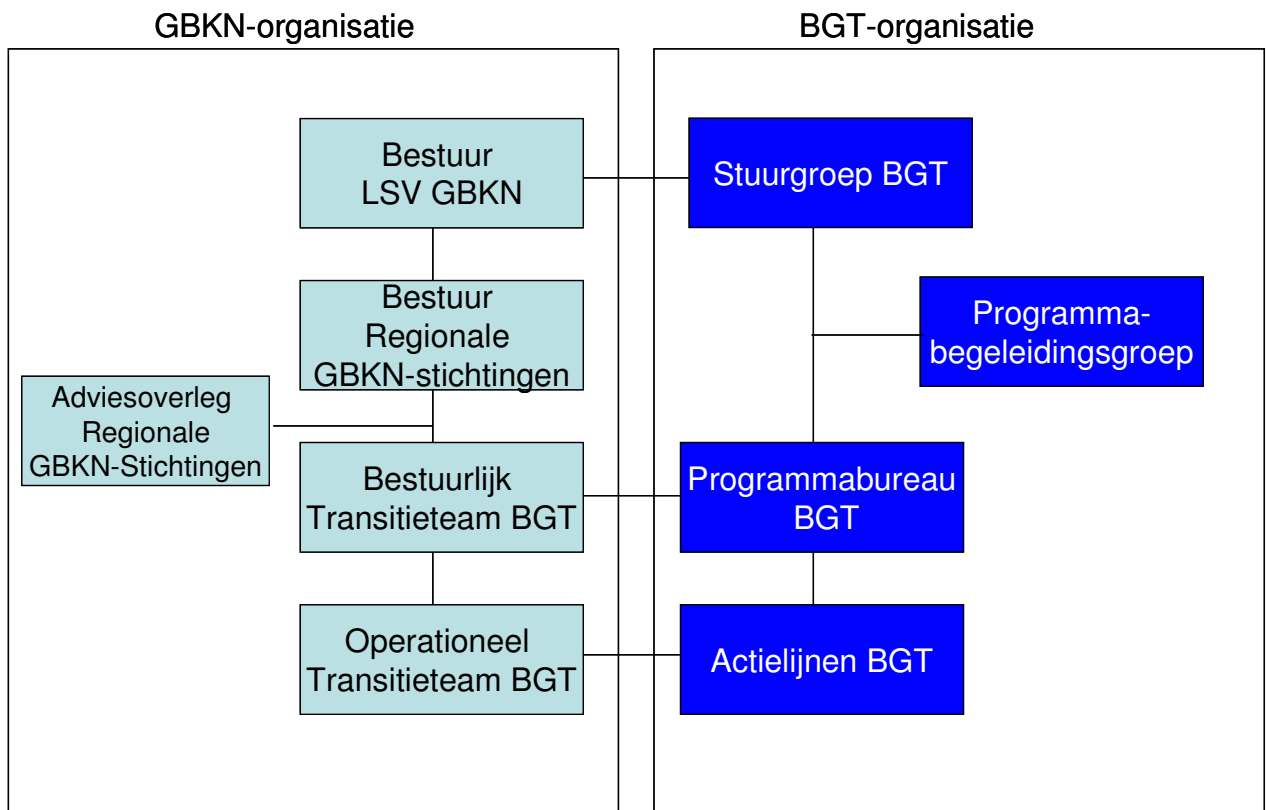 GBKN-organisatie
BGT-organisatie
Bestuur
LSV GBKN
Stuurgroep BGT
Bestuur
Regionale
GBKN-stichtingen
Programma-
begeleidingsgroep
Adviesoverleg
Regionale
GBKN-Stichtingen
Bestuurlijk
Transitieteam BGT
Programmabureau
BGT
Operationeel
Transitieteam BGT
Actielijnen BGT